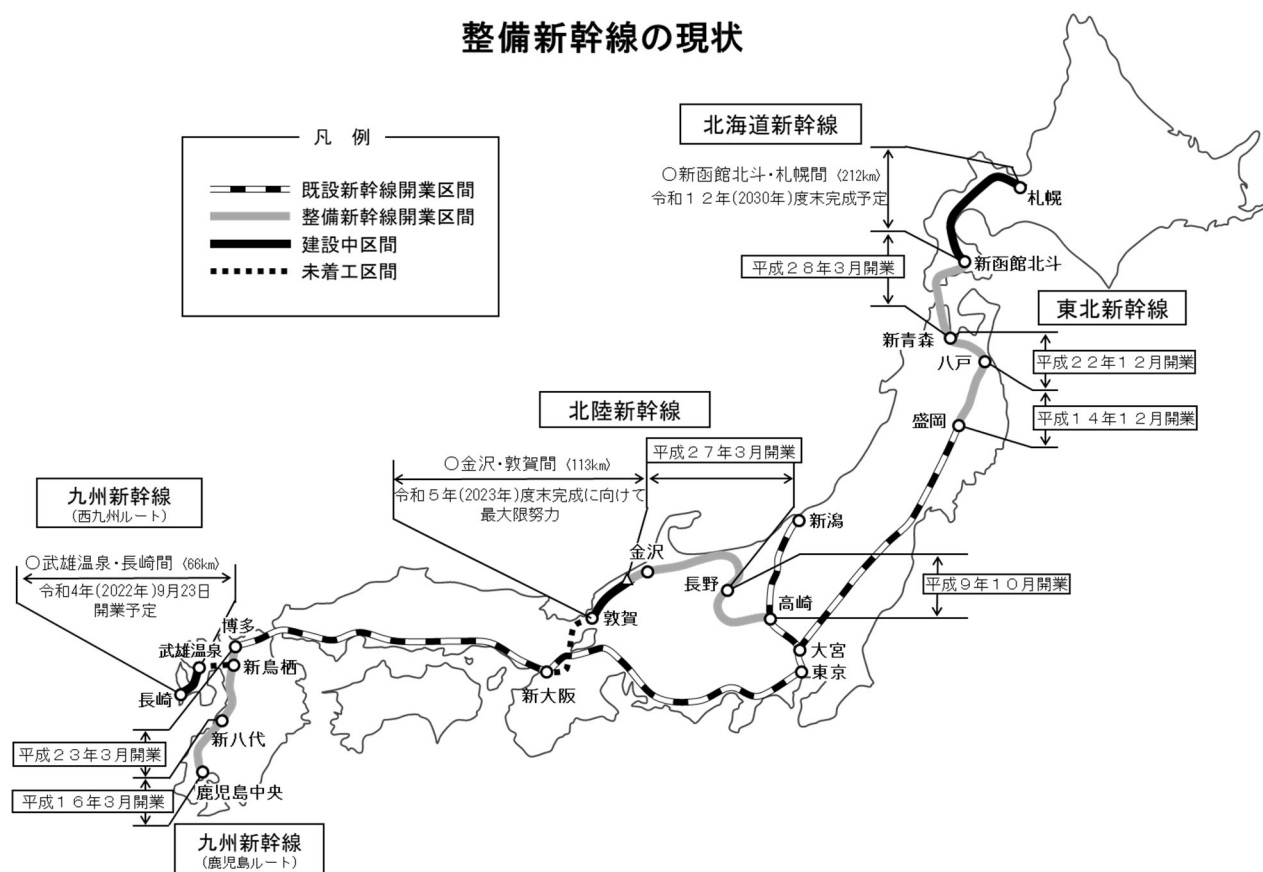 整備新幹線の現状
凡 例
既設新幹線開業区間
整備新幹線開業区間
建設中区間
未着工区間
北海道新幹線
○新函館北斗・札幌間〈212km〉
令和12年(2030年)度末完成予定
札幌
平成28年3月開業
新函館北斗
東北新幹線
新青森
平成22年12月開業
八戸
平成14年12月開業
盛岡
北陸新幹線
平成27年3月開業
○金沢・敦賀間〈113km〉
令和5年(2023年)度末完成に向けて
最大限努力
新潟
金沢
長野
平成9年10月開業
高崎
敦賀
大宮
東京
新大阪
九州新幹線
(西九州ルート)
○武雄温泉・長崎間〈66km〉
令和4年(2022年)9月23日
開業予定
博多
武雄温泉
新鳥栖
長崎
新八代
平成23年3月開業
鹿児島中央
平成16年3月開業
九州新幹線
(鹿児島ルート)